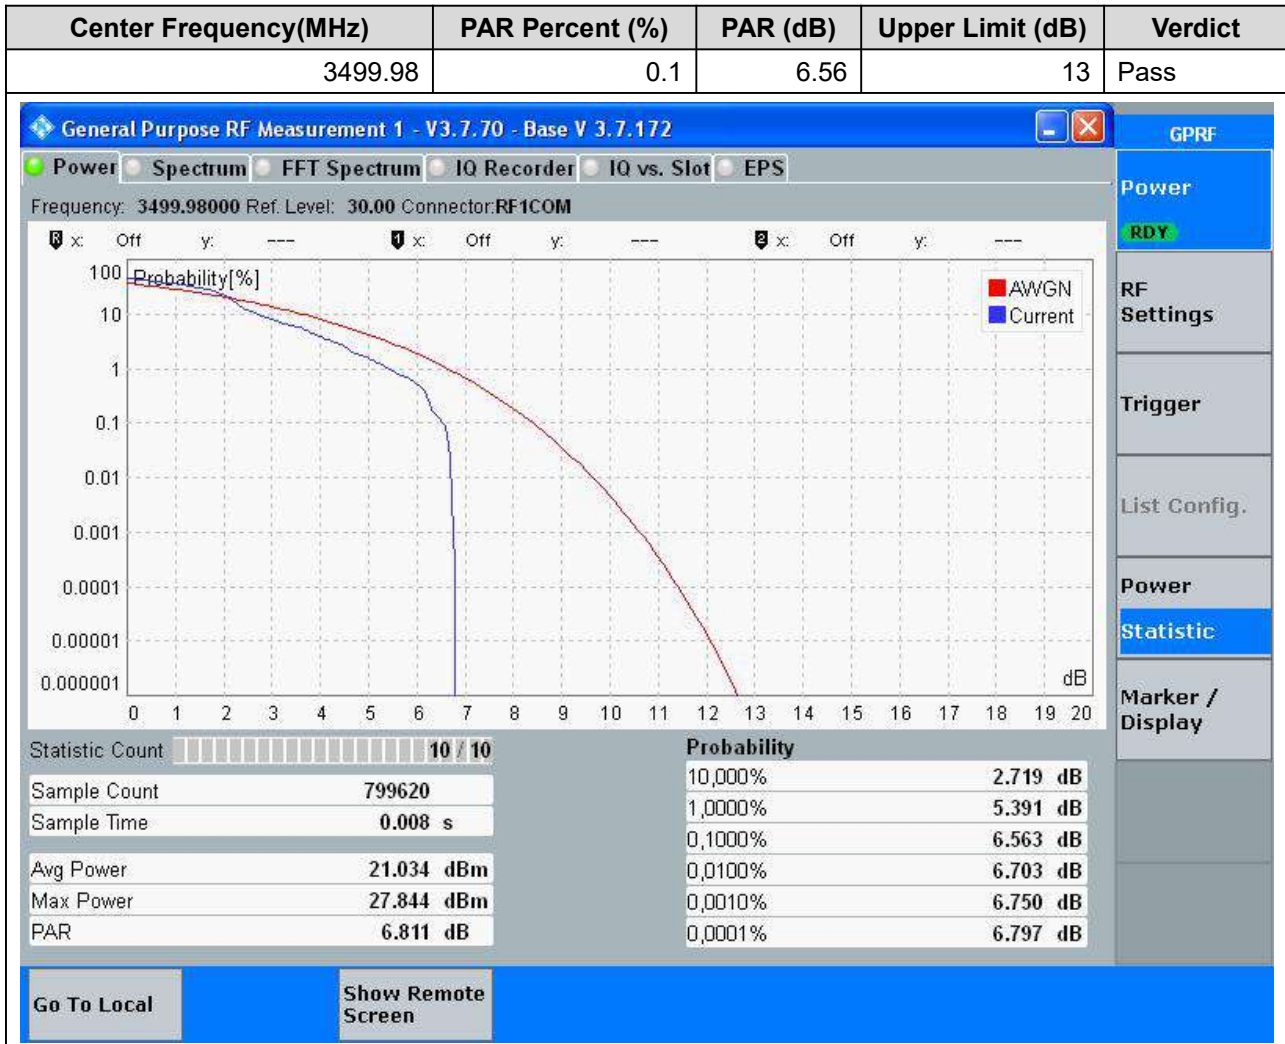 Center Frequency(MHz) PAR Percent (%) PAR (dB) Upper Limit (dB) Verdict
3499.98 0.1 6.56 13 Pass
General Purpose RF Measurement 1 - V3.7.70 - Base V 3.7.172
GPRF
Power Spectrum FFT Spectrum IQ Recorder IQ vs. Slot EPS
Power
RDY
Frequency: 3499.98000 Ref. Level: 30.00 Connector:RF1COM
R x: Off y: --- 1 x: Off y: --- 2 x: Off y: ---
Probability[%]
AWGN
Current
100
10
1
0.1
0.01
0.001
0.0001
0.00001
0.000001
dB
0 1 2 3 4 5 6 7 8 9 10 11 12 13 14 15 16 17 18 19 20
RF
Settings
Trigger
List Config.
Power
Statistic
Marker /
Display
Statistic Count 10 / 10
Sample Count 799620
Sample Time 0.008 s
Avg Power 21.034 dBm
Max Power 27.844 dBm
PAR 6.811 dB
Probability
10,000% 2.719 dB
1,0000% 5.391 dB
0,1000% 6.563 dB
0,0100% 6.703 dB
0,0010% 6.750 dB
0,0001% 6.797 dB
Go To Local
Show Remote
Screen